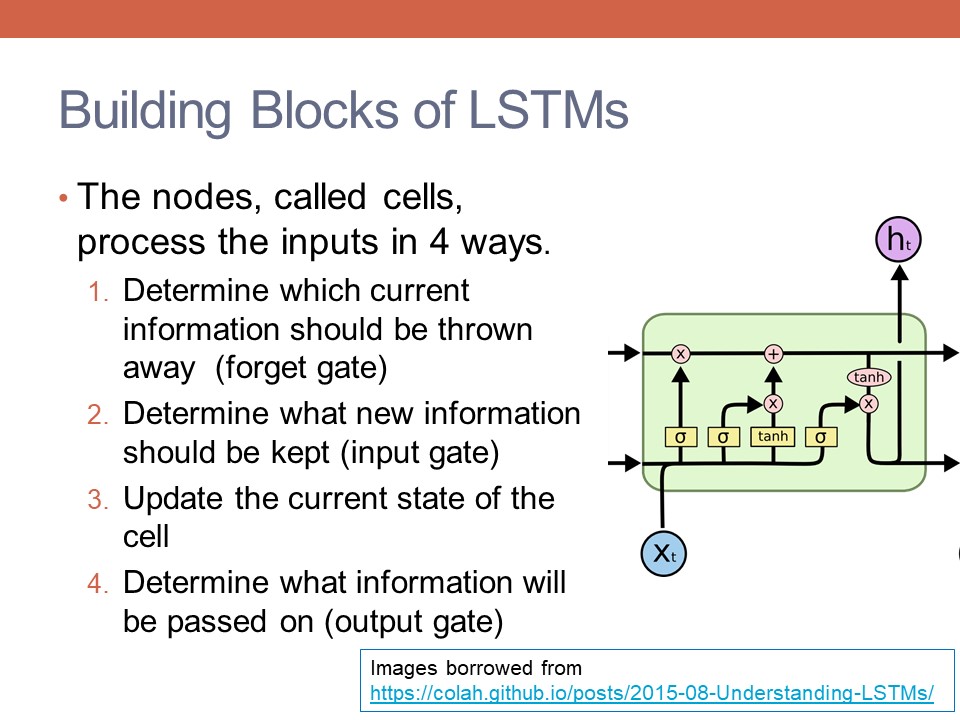 Building Blocks of LSTMs
• The nodes, called cells,
process the inputs in 4 ways.
1. Determine which current
information should be thrown
away (forget gate)
2. Determine what new information
should be kept (input gate)
3. Update the current state of the
cell
4. Determine what information will
be passed on (output gate)
ht
x
+
tanh
x
x
σ
σ
tanh
σ
xt
Images borrowed from
https://colah.github.io/posts/2015-08-Understanding-LSTMs/